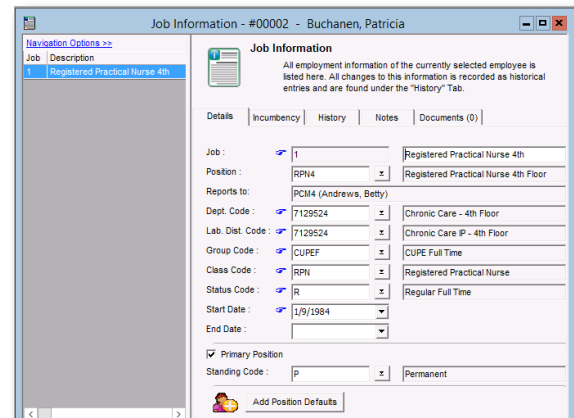 Job Information - #00002 - Buchanen, Patricia
Navigation Options >>
Job Description
1 Registered Practical Nurse 4th
Job Information
All employment information of the currently selected employee is
listed here. All changes to this information is recorded as historical
entries and are found under the "History" Tab.
Details Incumbency History Notes Documents (0)
Job : 1 Registered Practical Nurse 4th
Position : RPN4 Registered Practical Nurse 4th Floor
Reports to: PCM4 (Andrews, Betty)
Dept. Code : 7129524 Chronic Care - 4th Floor
Lab. Dist. Code : 7129524 Chronic Care IP - 4th Floor
Group Code : CUPEF CUPE Full Time
Class Code : RPN Registered Practical Nurse
Status Code : R Regular Full Time
Start Date : 1/9/1984
End Date :
Primary Position
Standing Code : P Permanent
Add Position Defaults